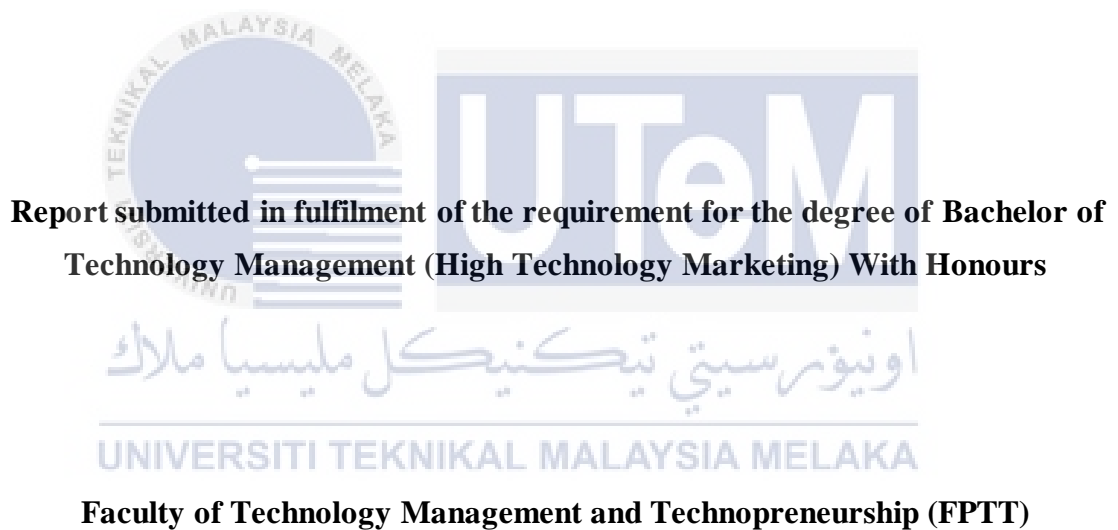 UNIVERSITI TEKNIKAL MALAYSIA MELAKA
UTeM
Report submitted in fulfilment of the requirement for the degree of Bachelor of
Technology Management (High Technology Marketing) With Honours
اونيۏرسيتي تيكنيكل مليسيا ملاك
UNIVERSITI TEKNIKAL MALAYSIA MELAKA
Faculty of Technology Management and Technopreneurship (FPTT)